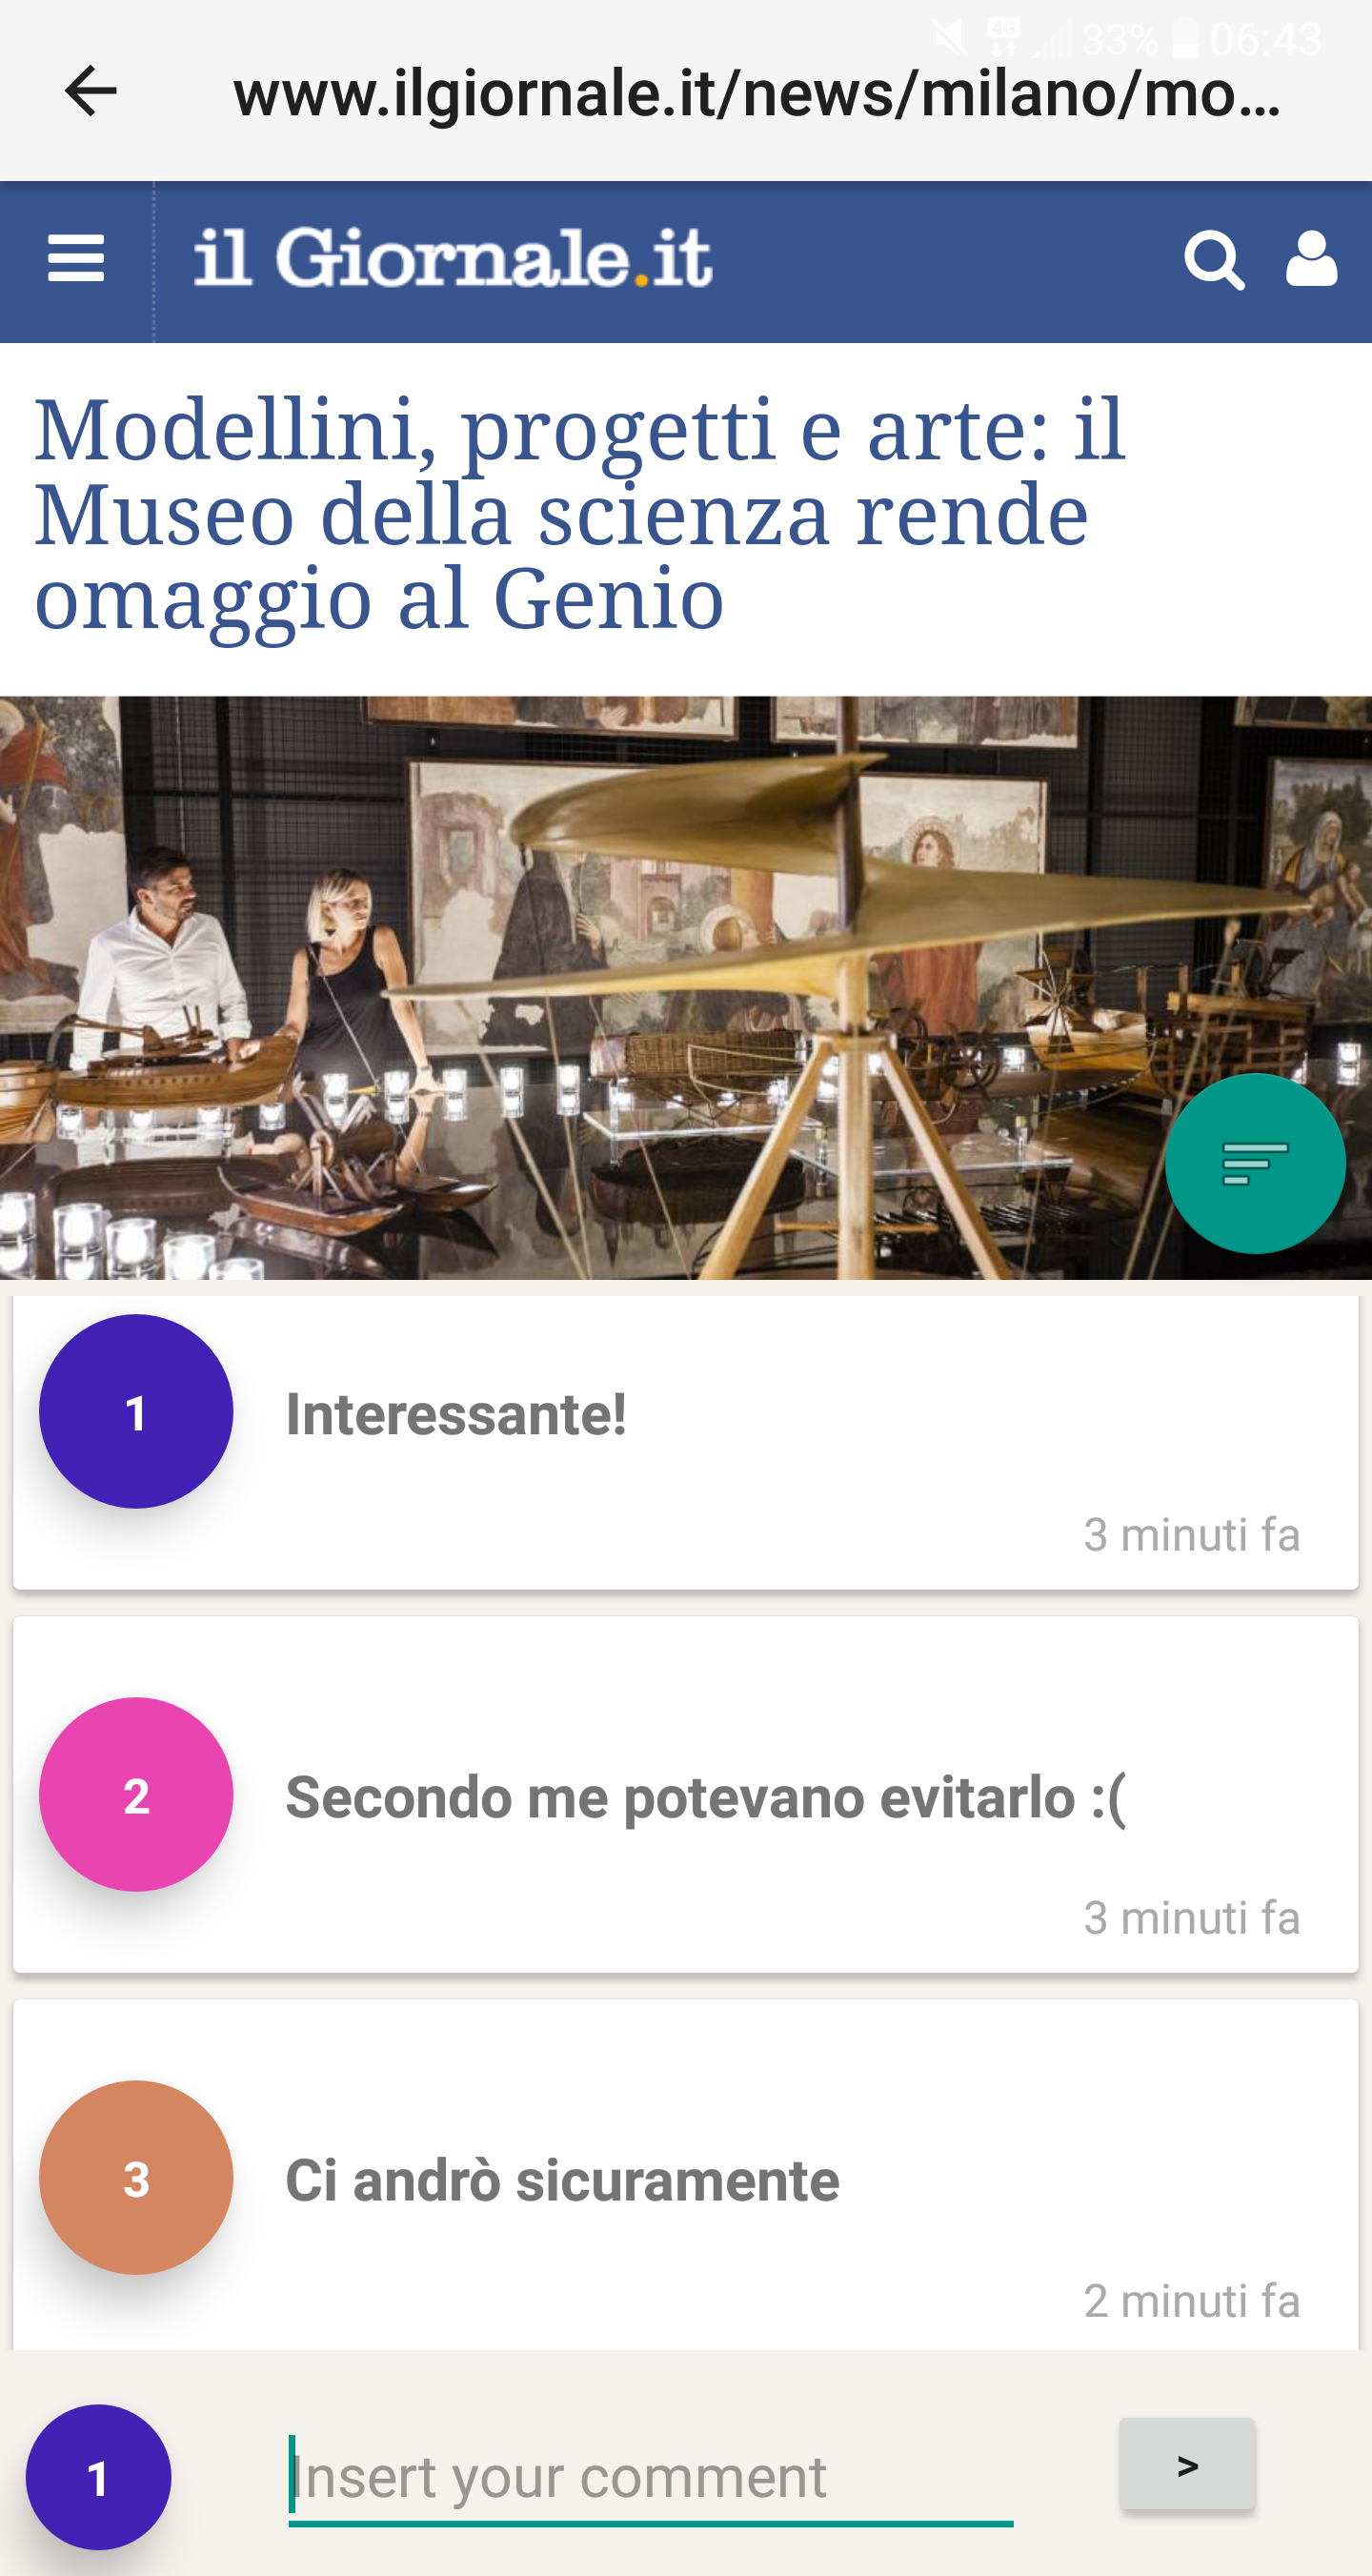 4G 33% 06:43
www.ilgiornale.it/news/milano/mo...
il Giornale.it
Modellini, progetti e arte: il
Museo della scienza rende
omaggio al Genio
1
Interessante!
3 minuti fa
2
Secondo me potevano evitarlo :(
3 minuti fa
3
Ci andrò sicuramente
2 minuti fa
1
Insert your comment
>